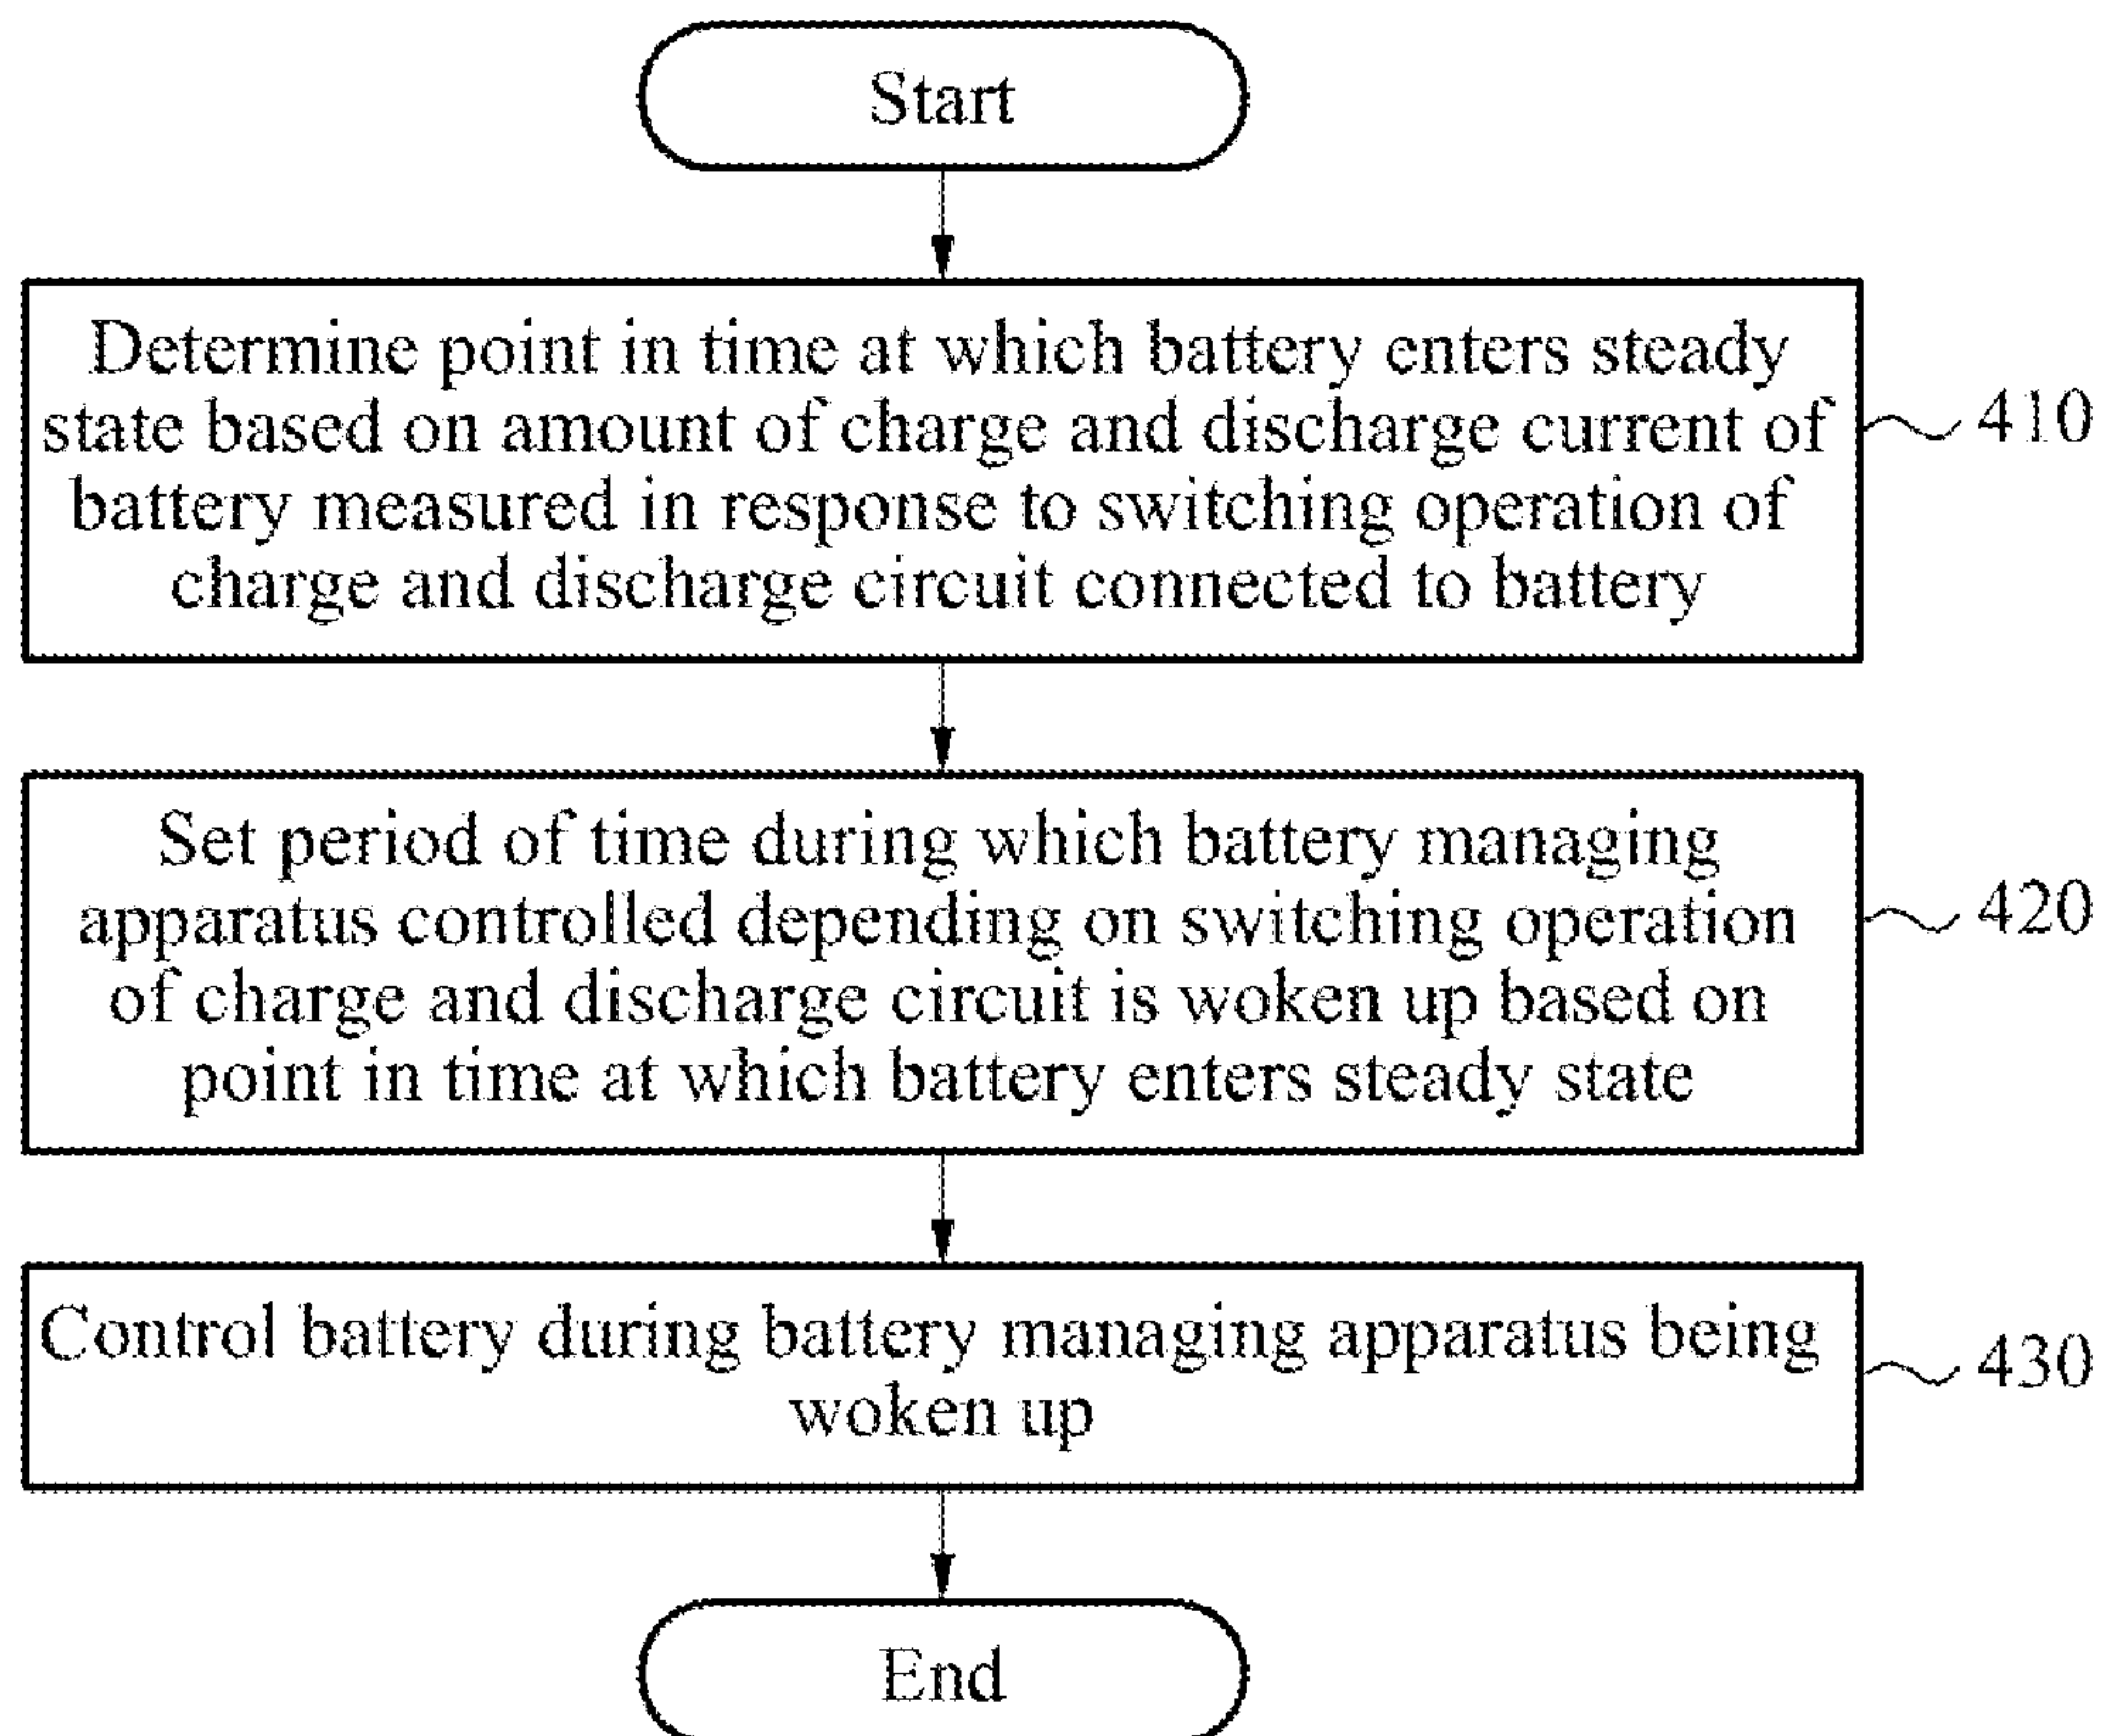 Start
Determine point in time at which battery enters steady
state based on amount of charge and discharge current of
battery measured in response to switching operation of
charge and discharge circuit connected to battery
410
Set period of time during which battery managing
apparatus controlled depending on switching operation
of charge and discharge circuit is woken up based on
point in time at which battery enters steady state
420
Control battery during battery managing apparatus being
woken up
430
End